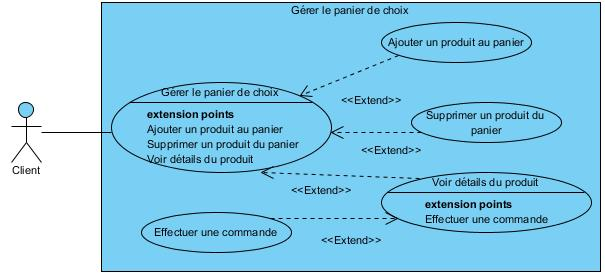 Gérer le panier de choix
Ajouter un produit au panier
Gérer le panier de choix
extension points
Ajouter un produit au panier
Supprimer un produit du panier
Voir détails du produit
<<Extend>>
Supprimer un produit du
panier
<<Extend>>
Client
<<Extend>>
Voir détails du produit
extension points
Effectuer une commande
Effectuer une commande
<<Extend>>